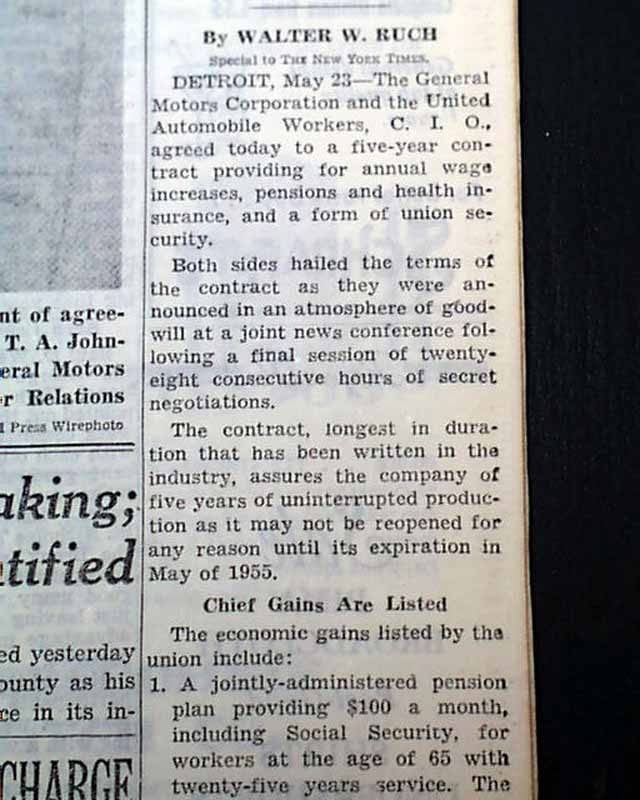 nt of agree-
T. A. John-
eral Motors
r Relations
Press Wirephoto
aking;
tified
ed yesterday
ounty as his
ce in its in-
CHARGE
By WALTER W. RUCH
Special to THE NEW YORK TIMES.
DETROIT, May 23—The General
Motors Corporation and the United
Automobile Workers, C. I. O.,
agreed today to a five-year con-
tract providing for annual wage
increases, pensions and health in-
surance, and a form of union se-
curity.
Both sides hailed the terms of
the contract as they were an-
nounced in an atmosphere of good-
will at a joint news conference fol-
lowing a final session of twenty-
eight consecutive hours of secret
negotiations.
The contract, longest in dura-
tion that has been written in the
industry, assures the company of
five years of uninterrupted produc-
tion as it may not be reopened for
any reason until its expiration in
May of 1955.
Chief Gains Are Listed
The economic gains listed by the
union include:
1. A jointly-administered pension
plan providing $100 a month,
including Social Security, for
workers at the age of 65 with
twenty-five years service. The